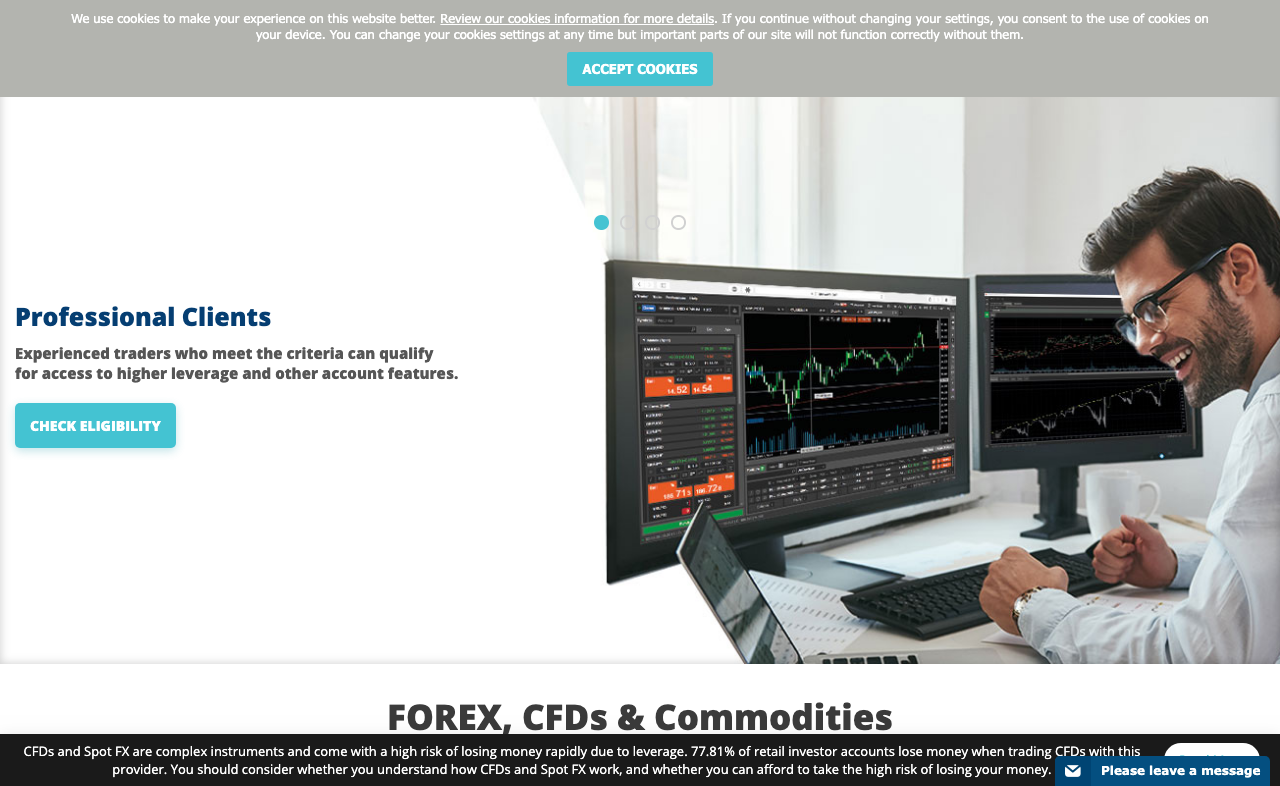 We use cookies to make your experience on this website better. Review our cookies information for more details. If you continue without changing your settings, you consent to the use of cookies on
your device. You can change your cookies settings at any time but important parts of our site will not function correctly without them.
ACCEPT COOKIES
Professional Clients
Experienced traders who meet the criteria can qualify
for access to higher leverage and other account features.
CHECK ELIGIBILITY
FOREX, CFDs & Commodities
CFDs and Spot FX are complex instruments and come with a high risk of losing money rapidly due to leverage. 77.81% of retail investor accounts lose money when trading CFDs with this
provider. You should consider whether you understand how CFDs and Spot FX work, and whether you can afford to take the high risk of losing your money.
Please leave a message